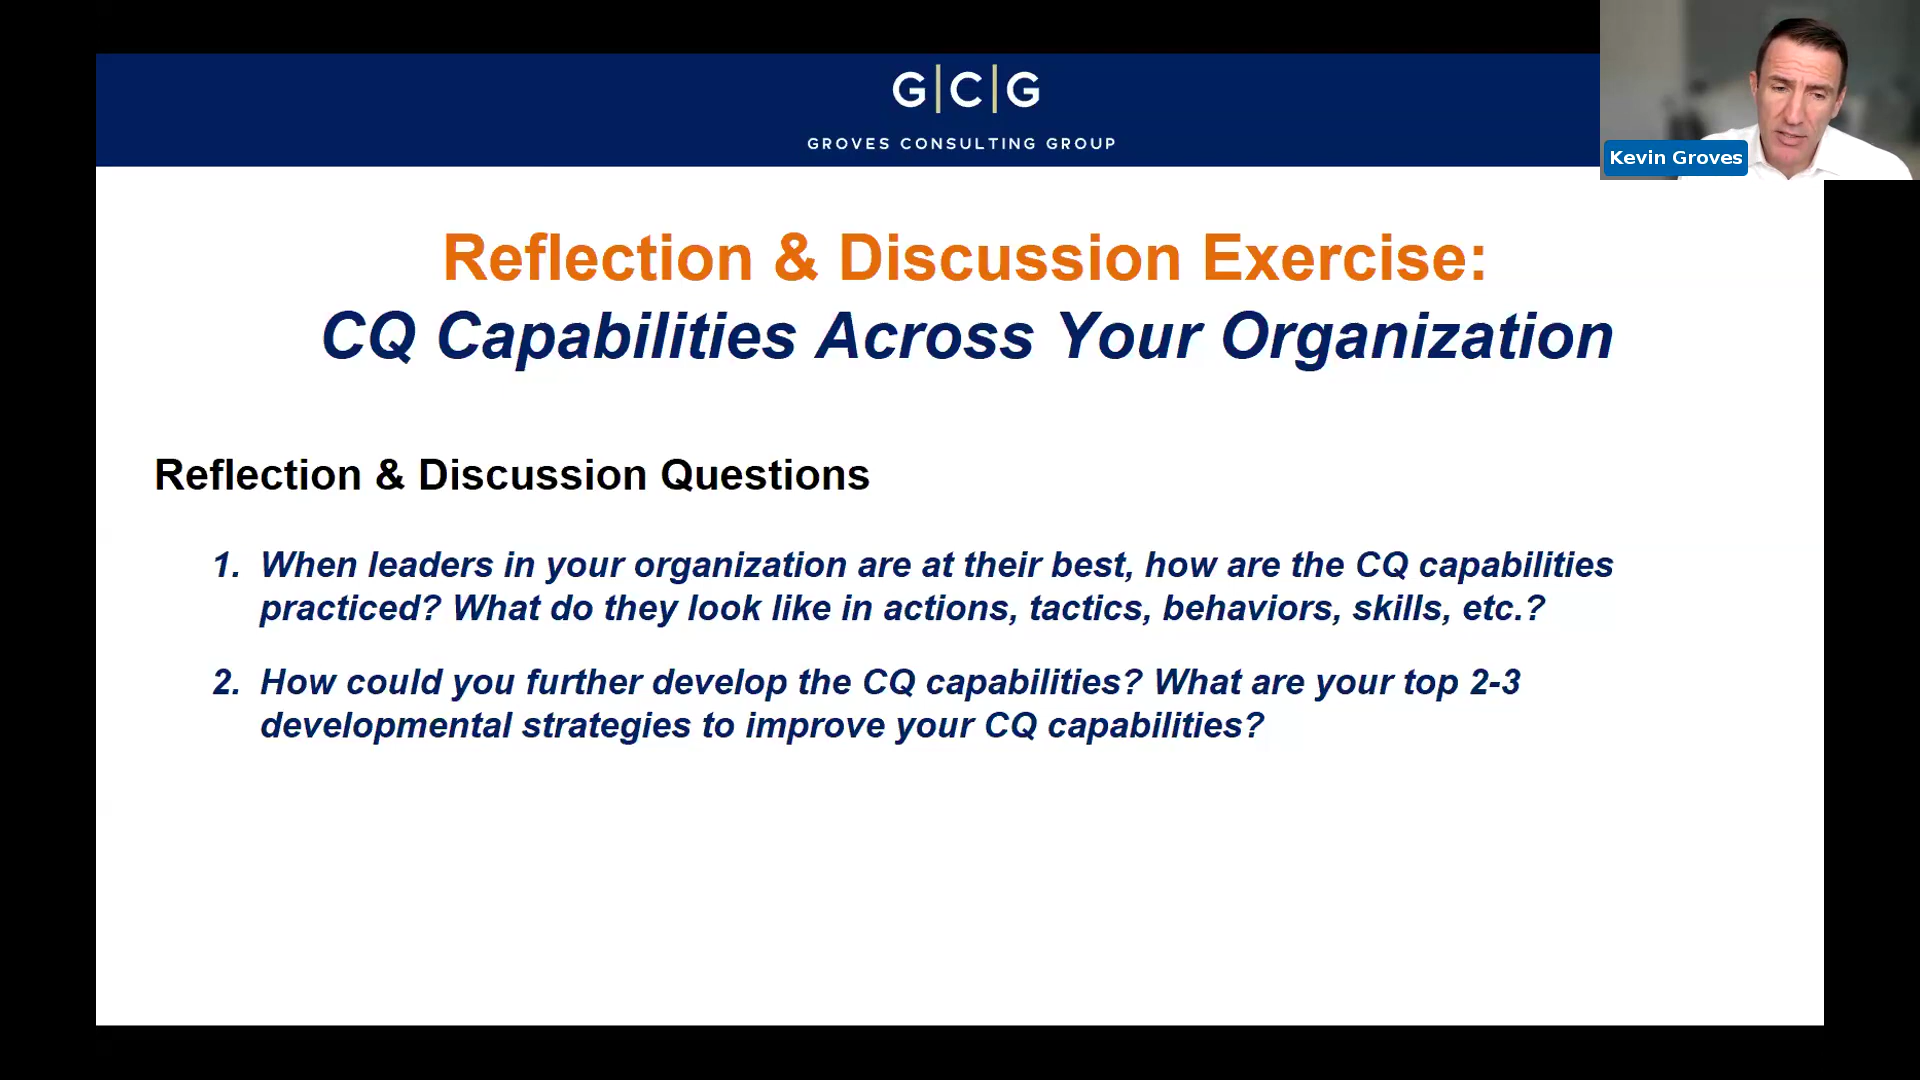 G|C|G
GROVES CONSULTING GROUP
Kevin Groves
Reflection & Discussion Exercise:
CQ Capabilities Across Your Organization
Reflection & Discussion Questions
1. When leaders in your organization are at their best, how are the CQ capabilities
practiced? What do they look like in actions, tactics, behaviors, skills, etc.?
2. How could you further develop the CQ capabilities? What are your top 2-3
developmental strategies to improve your CQ capabilities?